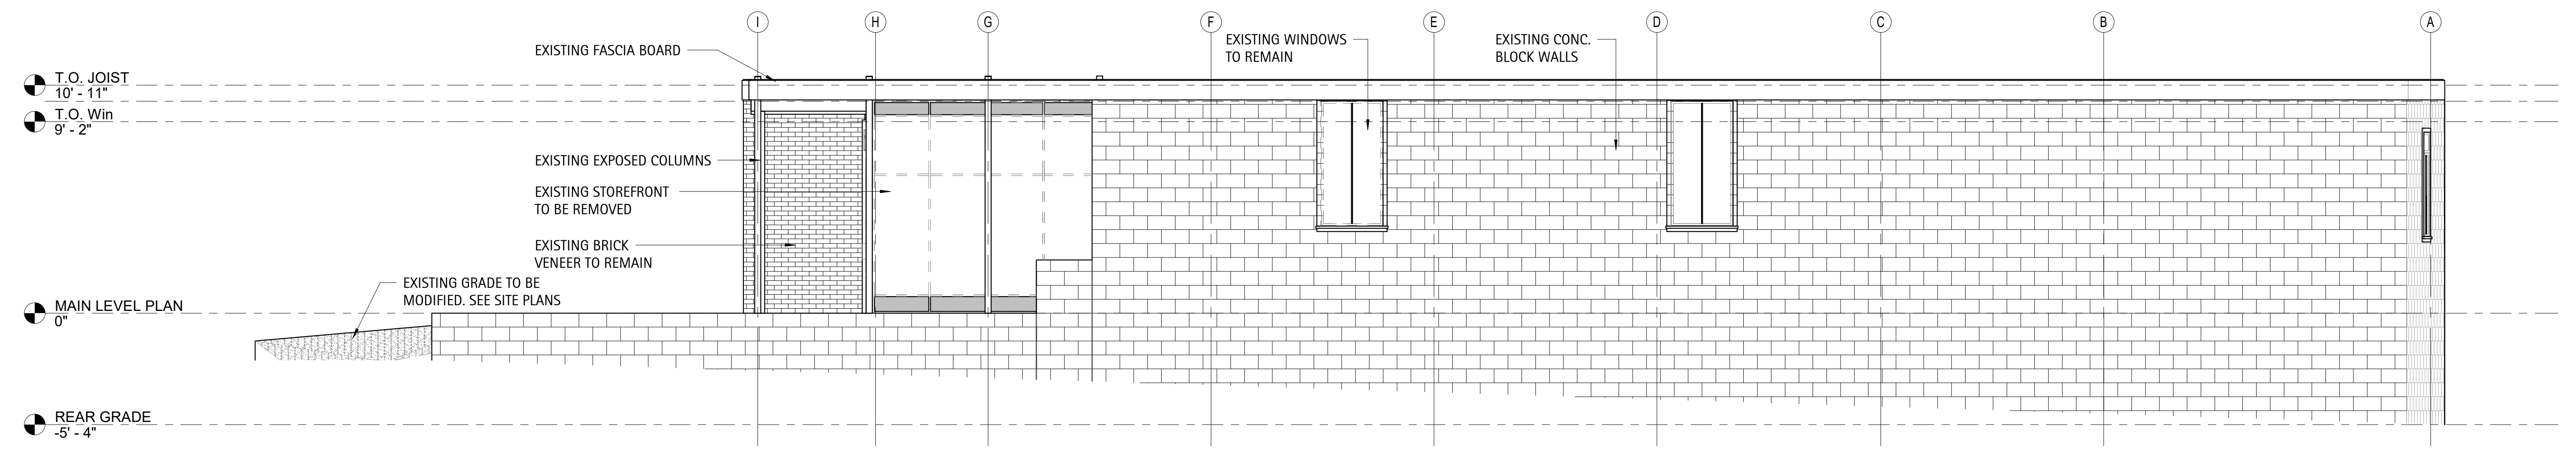 I
H
G
F
E
D
C
B
A
EXISTING FASCIA BOARD
EXISTING WINDOWS
TO REMAIN
EXISTING CONC.
BLOCK WALLS
T.O. JOIST
10' - 11"
T.O. Win
9' - 2"
EXISTING EXPOSED COLUMNS
EXISTING STOREFRONT
TO BE REMOVED
EXISTING BRICK
VENEER TO REMAIN
EXISTING GRADE TO BE
MODIFIED. SEE SITE PLANS
MAIN LEVEL PLAN
0"
REAR GRADE
-5' - 4"